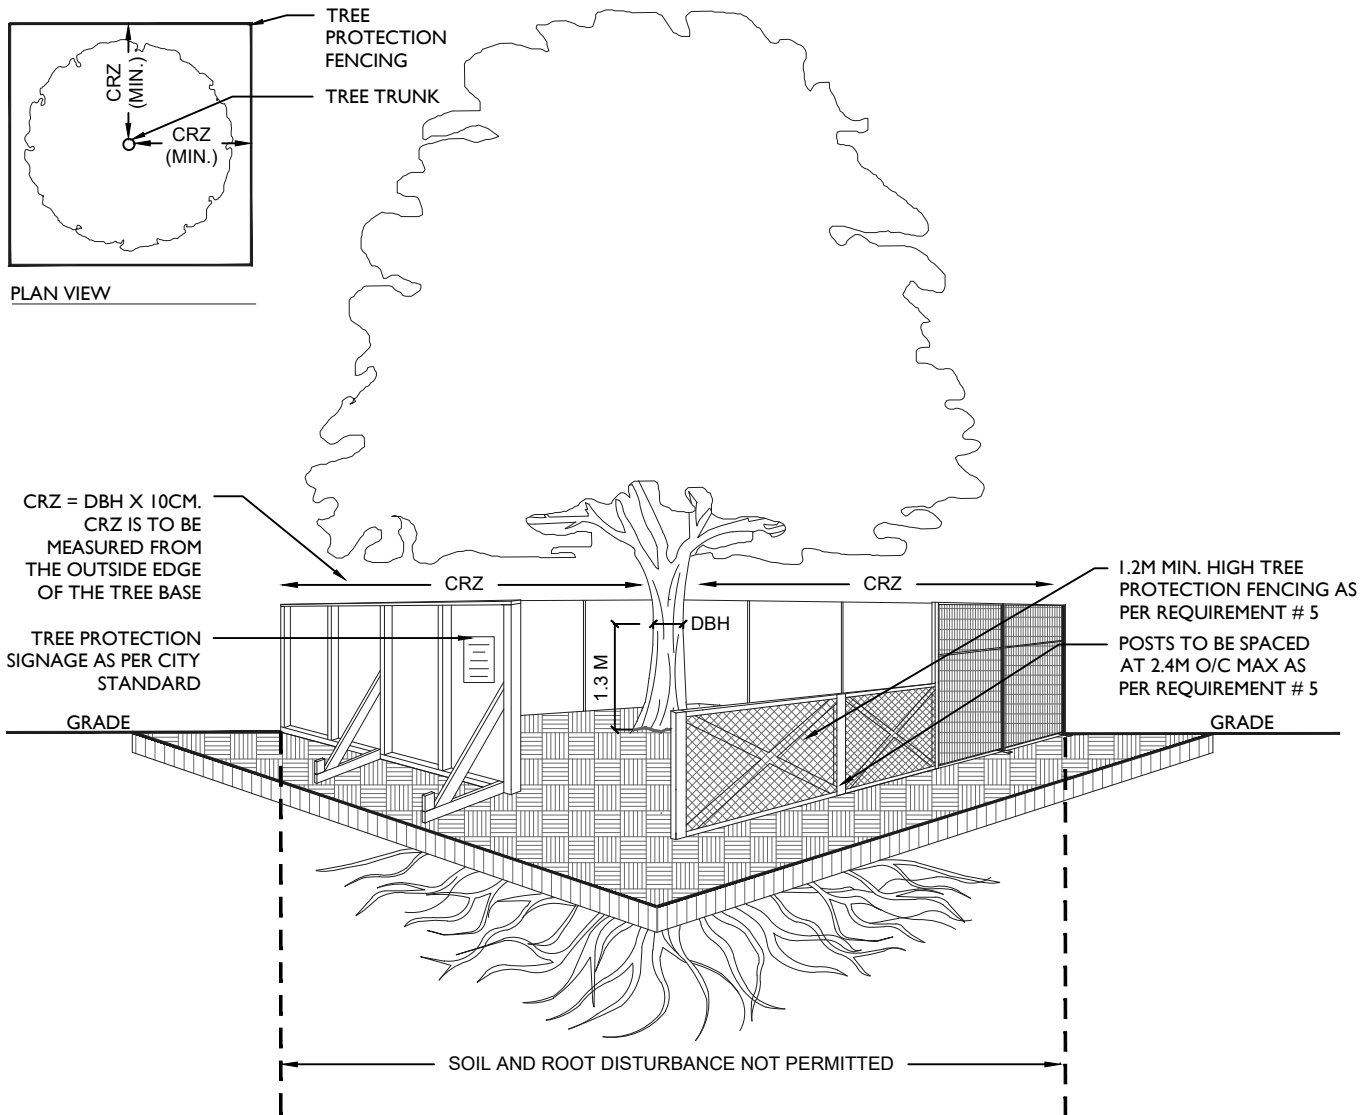 TREE
PROTECTION
FENCING
CRZ
(MIN.)
TREE TRUNK
CRZ
(MIN.)
PLAN VIEW
CRZ = DBH X 10CM.
CRZ IS TO BE
MEASURED FROM
THE OUTSIDE EDGE
OF THE TREE BASE
CRZ
CRZ
1.2M MIN. HIGH TREE
PROTECTION FENCING AS
PER REQUIREMENT # 5
TREE PROTECTION
SIGNAGE AS PER CITY
STANDARD
DBH
1.3 M
POSTS TO BE SPACED
AT 2.4M O/C MAX AS
PER REQUIREMENT # 5
GRADE
GRADE
SOIL AND ROOT DISTURBANCE NOT PERMITTED